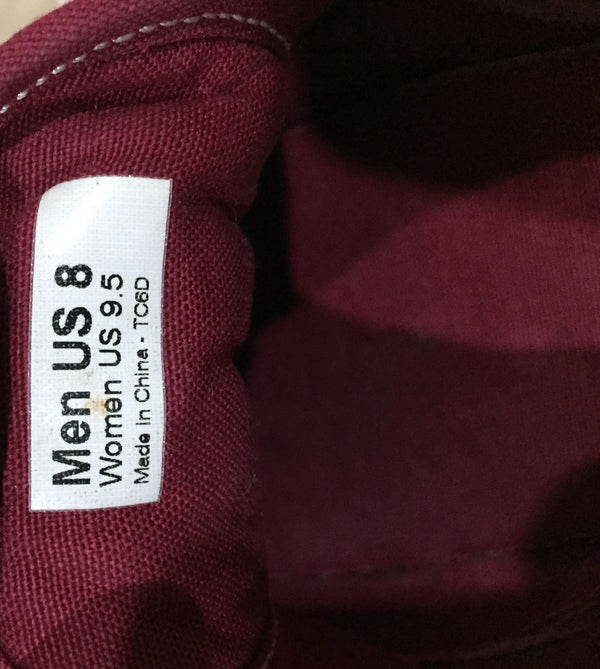 Men US 8
Women US 9.5
Made in China - TC6D